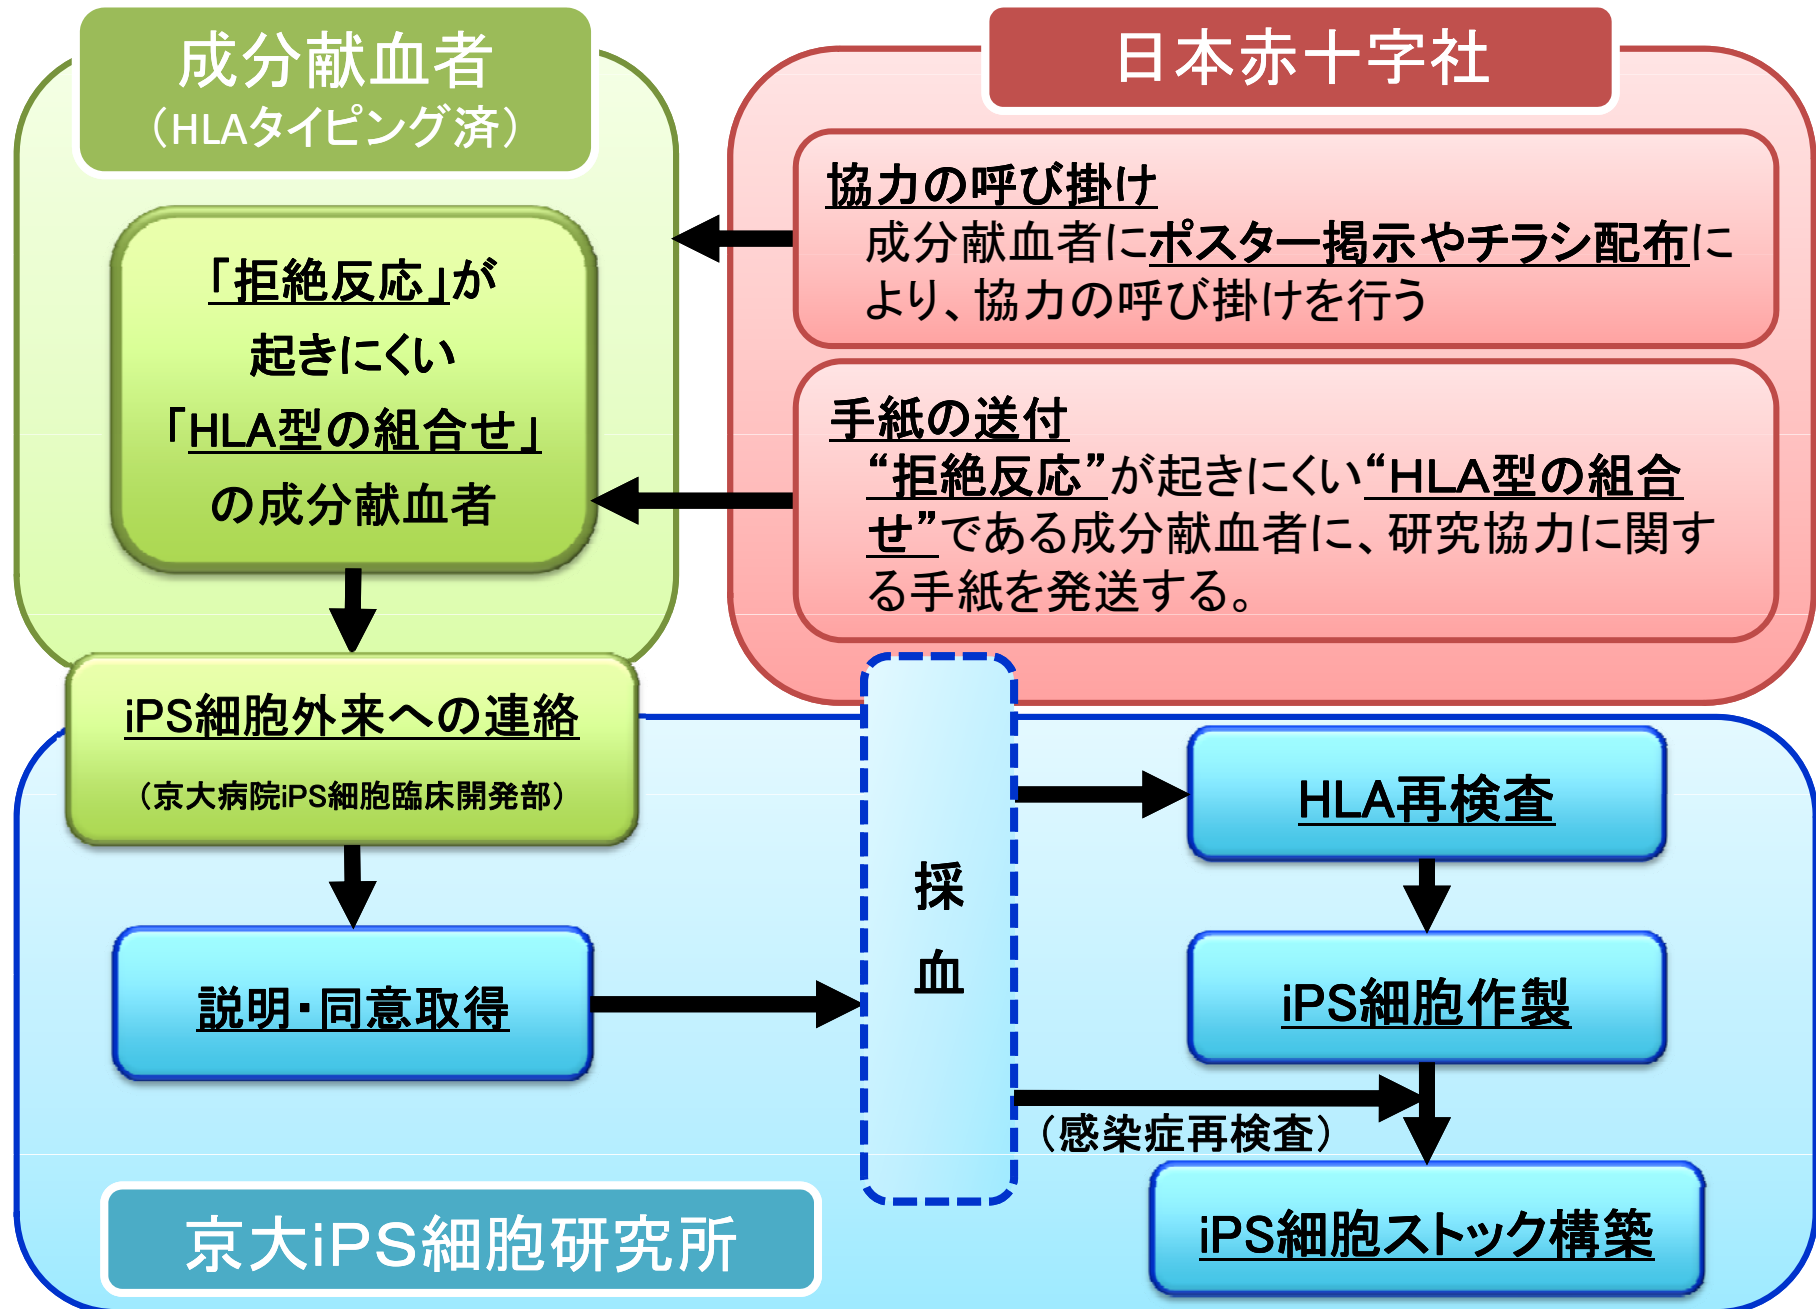 成分献血者
（HLAタイピング済）
日本赤十字社
協力の呼び掛け
成分献血者にポスター掲示やチラシ配布に
より、協力の呼び掛けを行う
「拒絶反応」が
起きにくい
「HLA型の組合せ」
の成分献血者
手紙の送付
“拒絶反応”が起きにくい“HLA型の組合
せ”である成分献血者に、研究協力に関す
る手紙を発送する。
iPS細胞外来への連絡
（京大病院iPS細胞臨床開発部）
説明・同意取得
採
血
HLA再検査
iPS細胞作製
（感染症再検査）
iPS細胞ストック構築
京大iPS細胞研究所